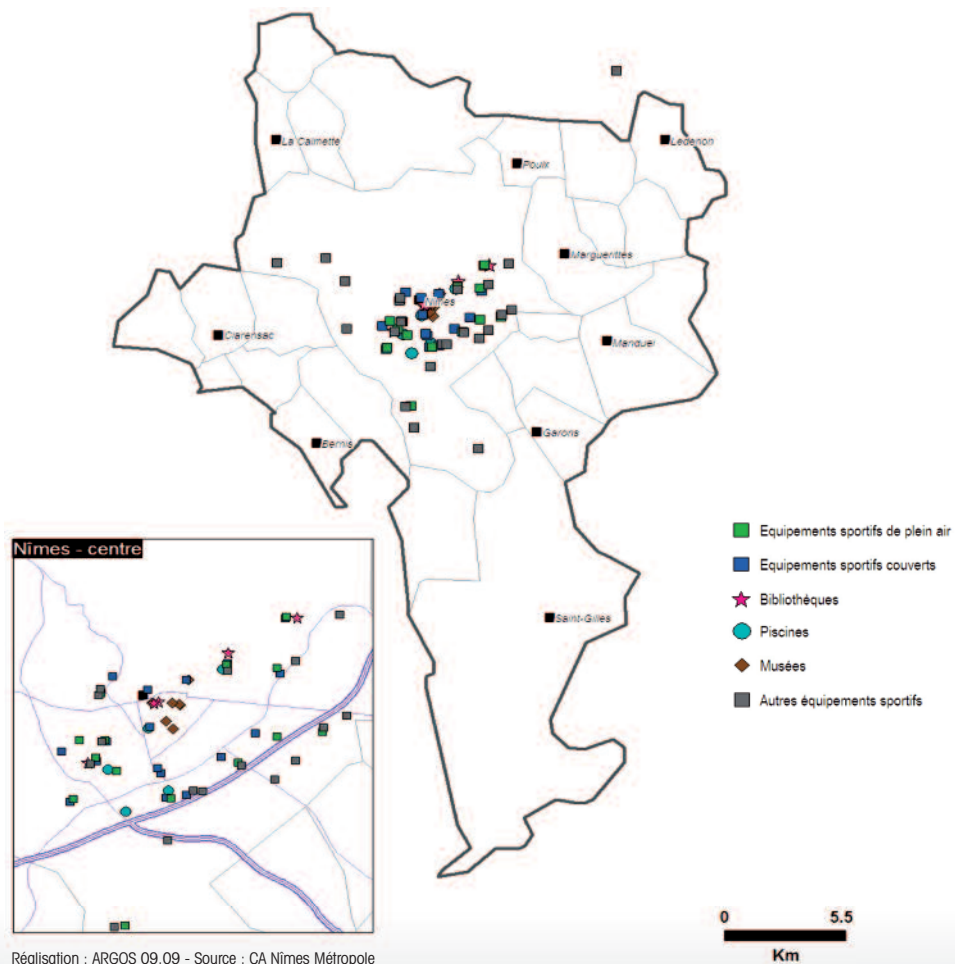 La Calmette
Poulx
Ledenon
Marguerittes
Nîmes
Clarensac
Manduel
Bernis
Garons
Nîmes - centre
Saint-Gilles
Equipements sportifs de plein air
Equipements sportifs couverts
Bibliothèques
Piscines
Musées
Autres équipements sportifs
0 5.5
Km
Réalisation : ARGOS 09.09 - Source : CA Nîmes Métropole